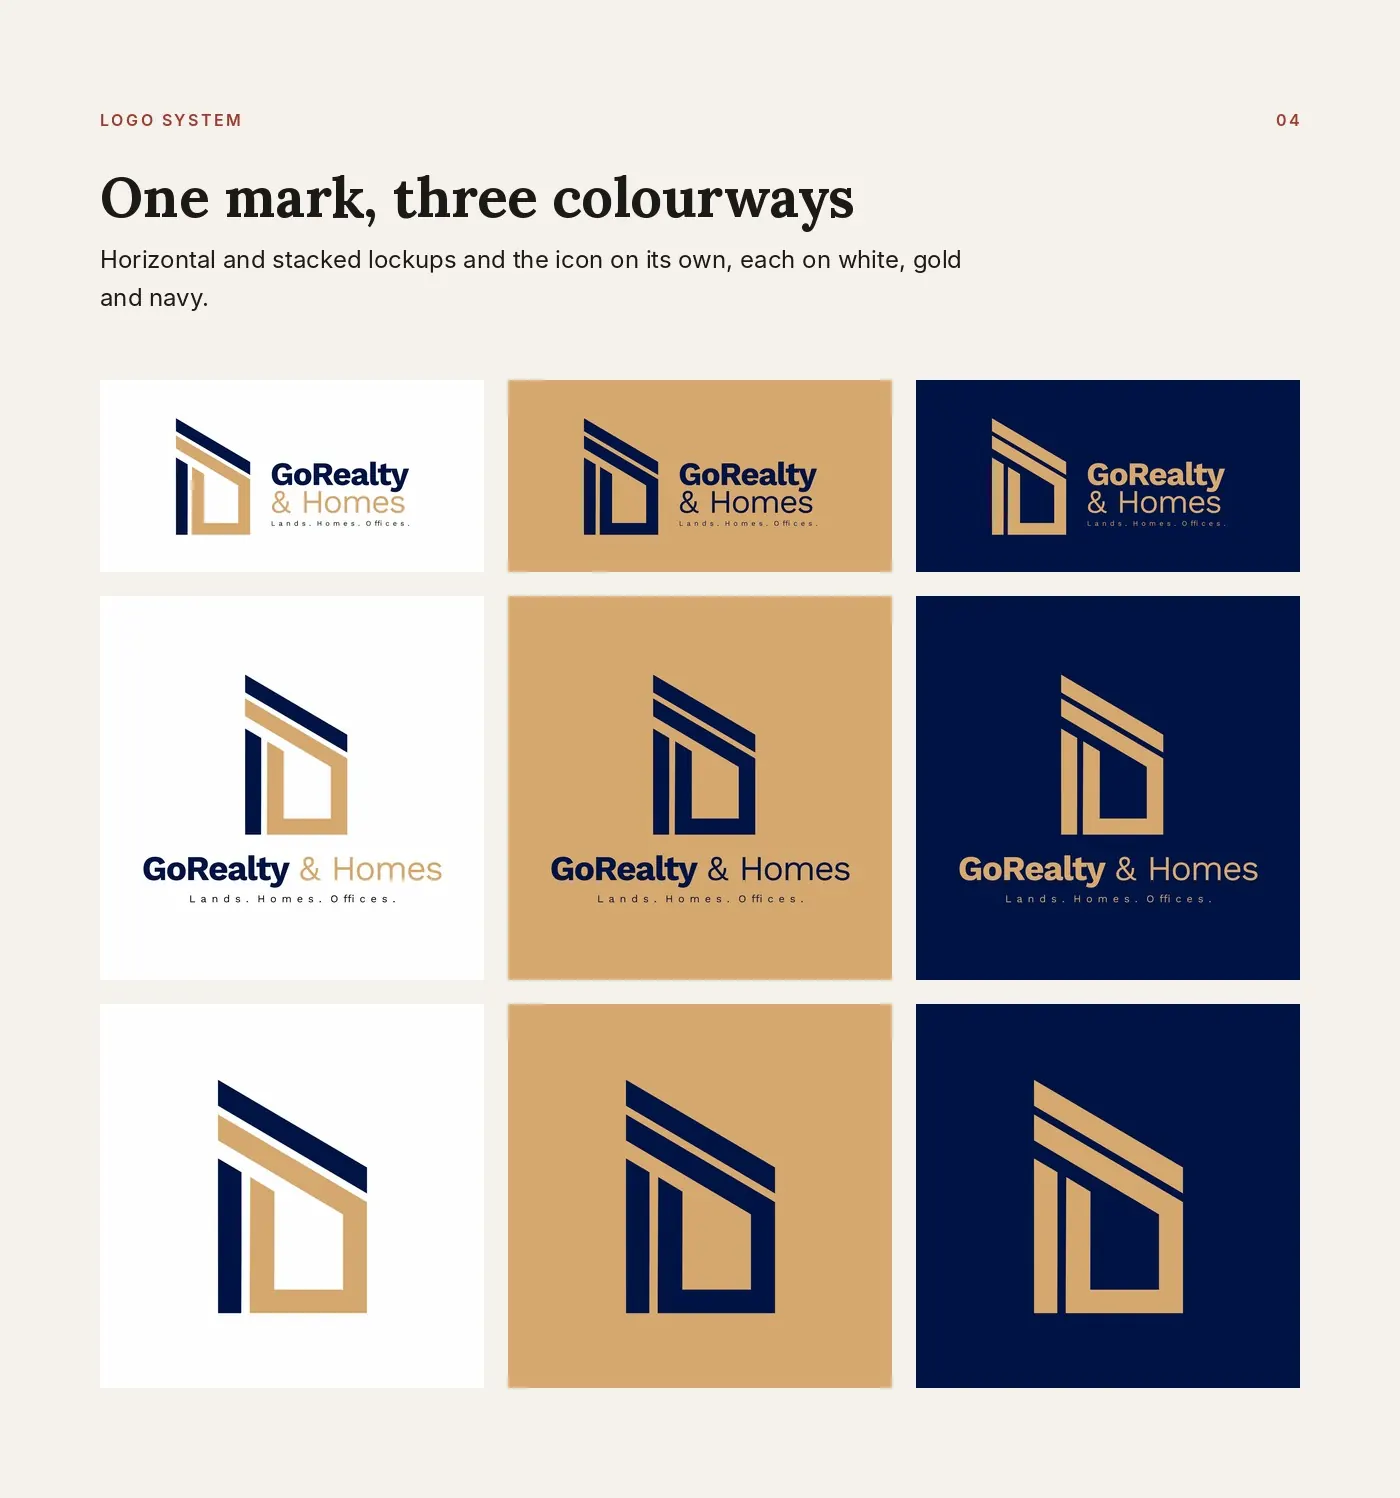 LOGO SYSTEM
04
One mark, three colourways
Horizontal and stacked lockups and the icon on its own, each on white, gold
and navy.
GoRealty
& Homes
Lands. Homes. Offices.
GoRealty
& Homes
Lands. Homes. Offices.
GoRealty
& Homes
Lands. Homes. Offices.
GoRealty & Homes
Lands. Homes. Offices.
GoRealty & Homes
Lands. Homes. Offices.
GoRealty & Homes
Lands. Homes. Offices.